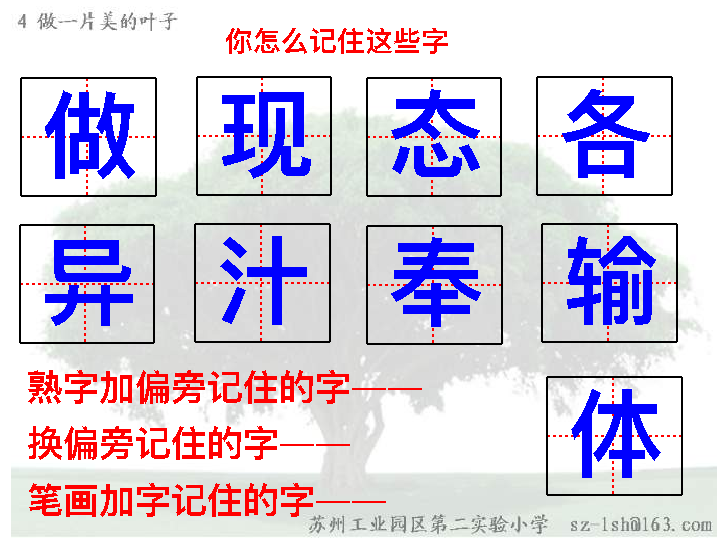 4 做一片美的叶子
你怎么记住这些字
做 现 态 各
异 汁 奉 输
熟字加偏旁记住的字——
体
换偏旁记住的字——
笔画加字记住的字——
苏州工业园区第二实验小学 sz-lsh@163.com